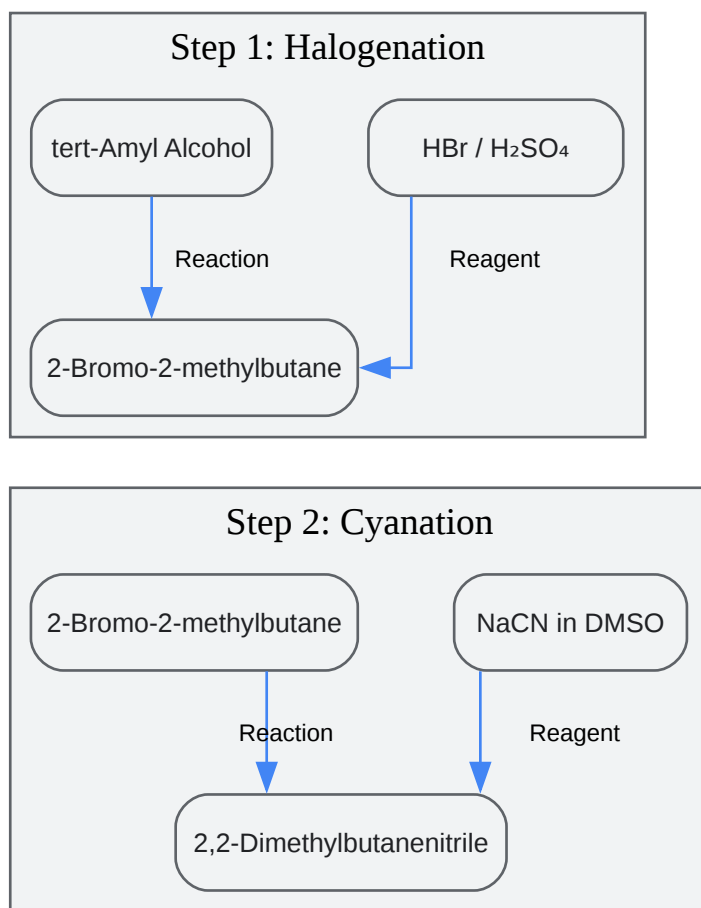 Step 1: Halogenation
tert-Amyl Alcohol
HBr / H₂SO₄
Reaction
Reagent
2-Bromo-2-methylbutane
Step 2: Cyanation
2-Bromo-2-methylbutane
NaCN in DMSO
Reaction
Reagent
2,2-Dimethylbutanenitrile